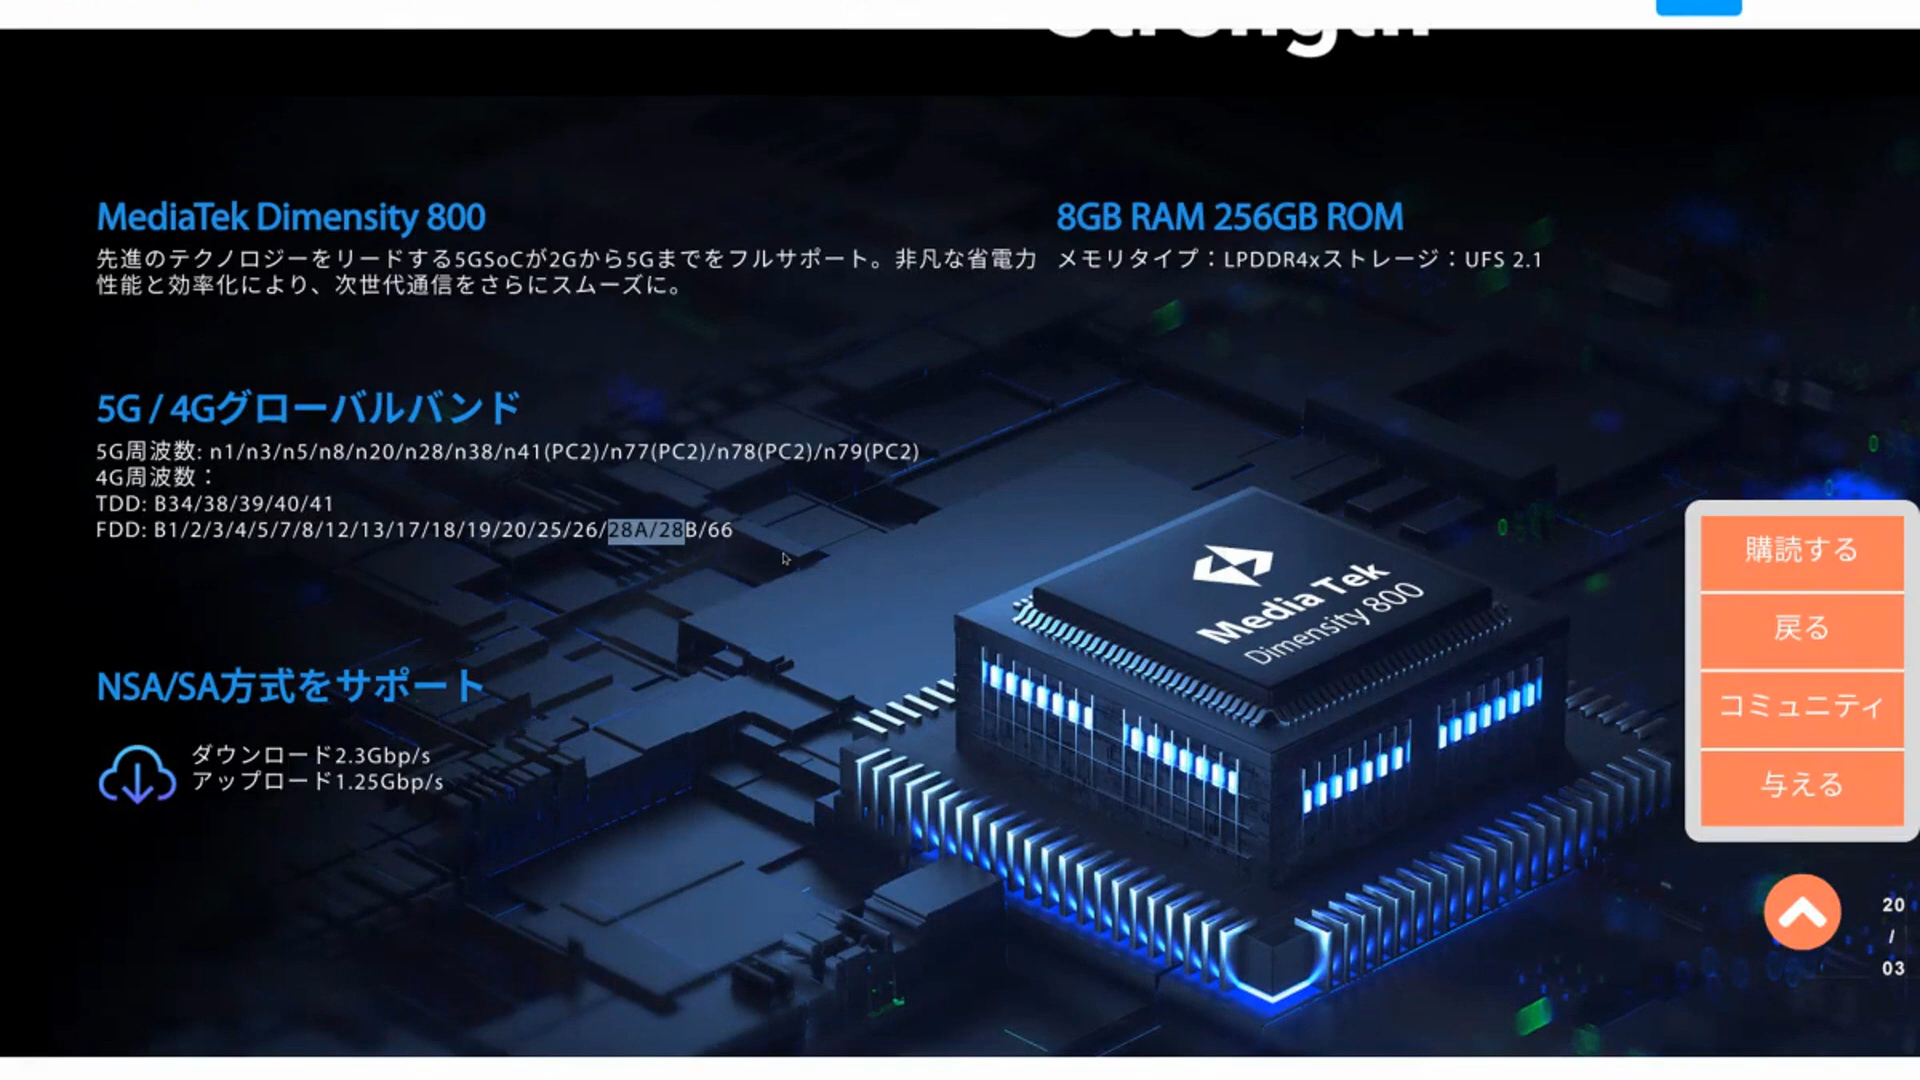 Strength
MediaTek Dimensity 800
先進のテクノロジーをリードする5GSoCが2Gから5Gまでをフルサポート。非凡な省電力
性能と効率化により、次世代通信をさらにスムーズに。
8GB RAM 256GB ROM
メモリタイプ：LPDDR4xストレージ：UFS 2.1
5G / 4Gグローバルバンド
5G周波数: n1/n3/n5/n8/n20/n28/n38/n41(PC2)/n77(PC2)/n78(PC2)/n79(PC2)
4G周波数：
TDD: B34/38/39/40/41
FDD: B1/2/3/4/5/7/8/12/13/17/18/19/20/25/26/28A/28B/66
NSA/SA方式をサポート
ダウンロード2.3Gbp/s
アップロード1.25Gbp/s
Media Tek
Dimensity 800
購読する
戻る
コミュニティ
与える
20
/
03